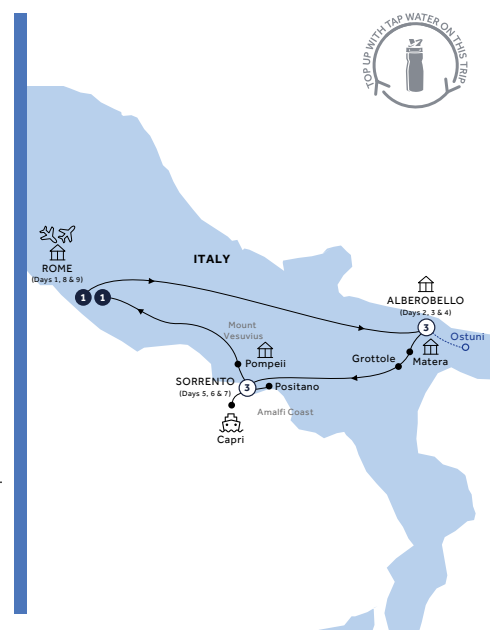 TOP UP WITH TAP WATER ON THIS TRIP
ITALY
ROME
(Days 1, 8 & 9)
1 1
ALBEROBELLO
(Days 2, 3 & 4)
3
Ostuni
Mount
Vesuvius
Pompeii
Grottole
Matera
SORRENTO
(Days 5, 6 & 7)
3
Positano
Amalfi Coast
Capri